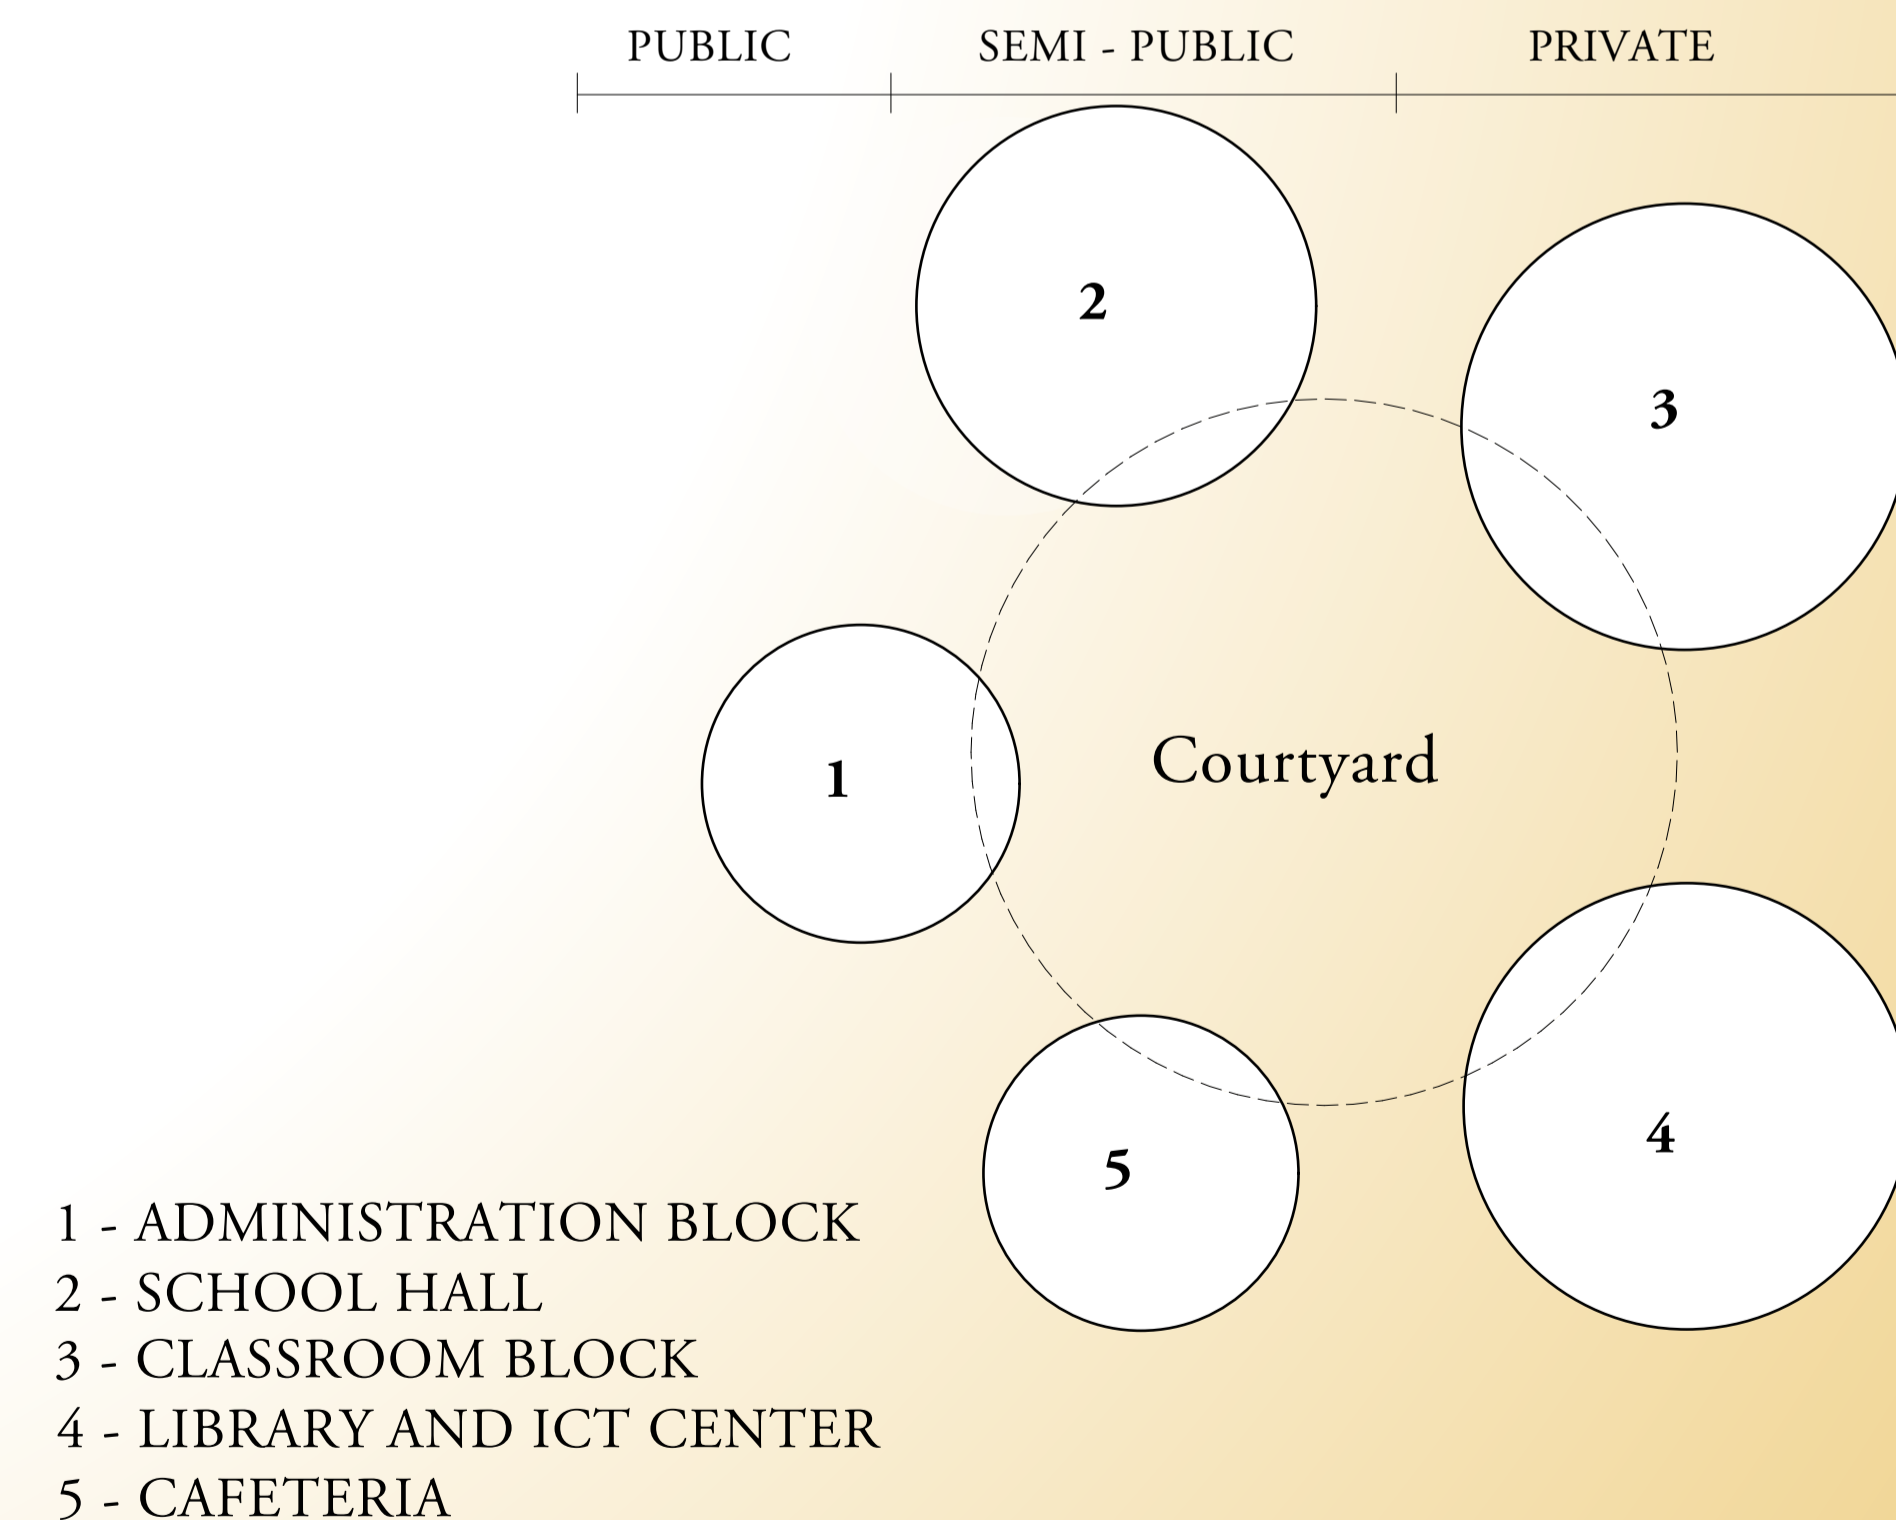 PUBLIC
SEMI - PUBLIC
PRIVATE
2
3
1
Courtyard
4
5
1 - ADMINISTRATION BLOCK
2 - SCHOOL HALL
3 - CLASSROOM BLOCK
4 - LIBRARY AND ICT CENTER
5 - CAFETERIA